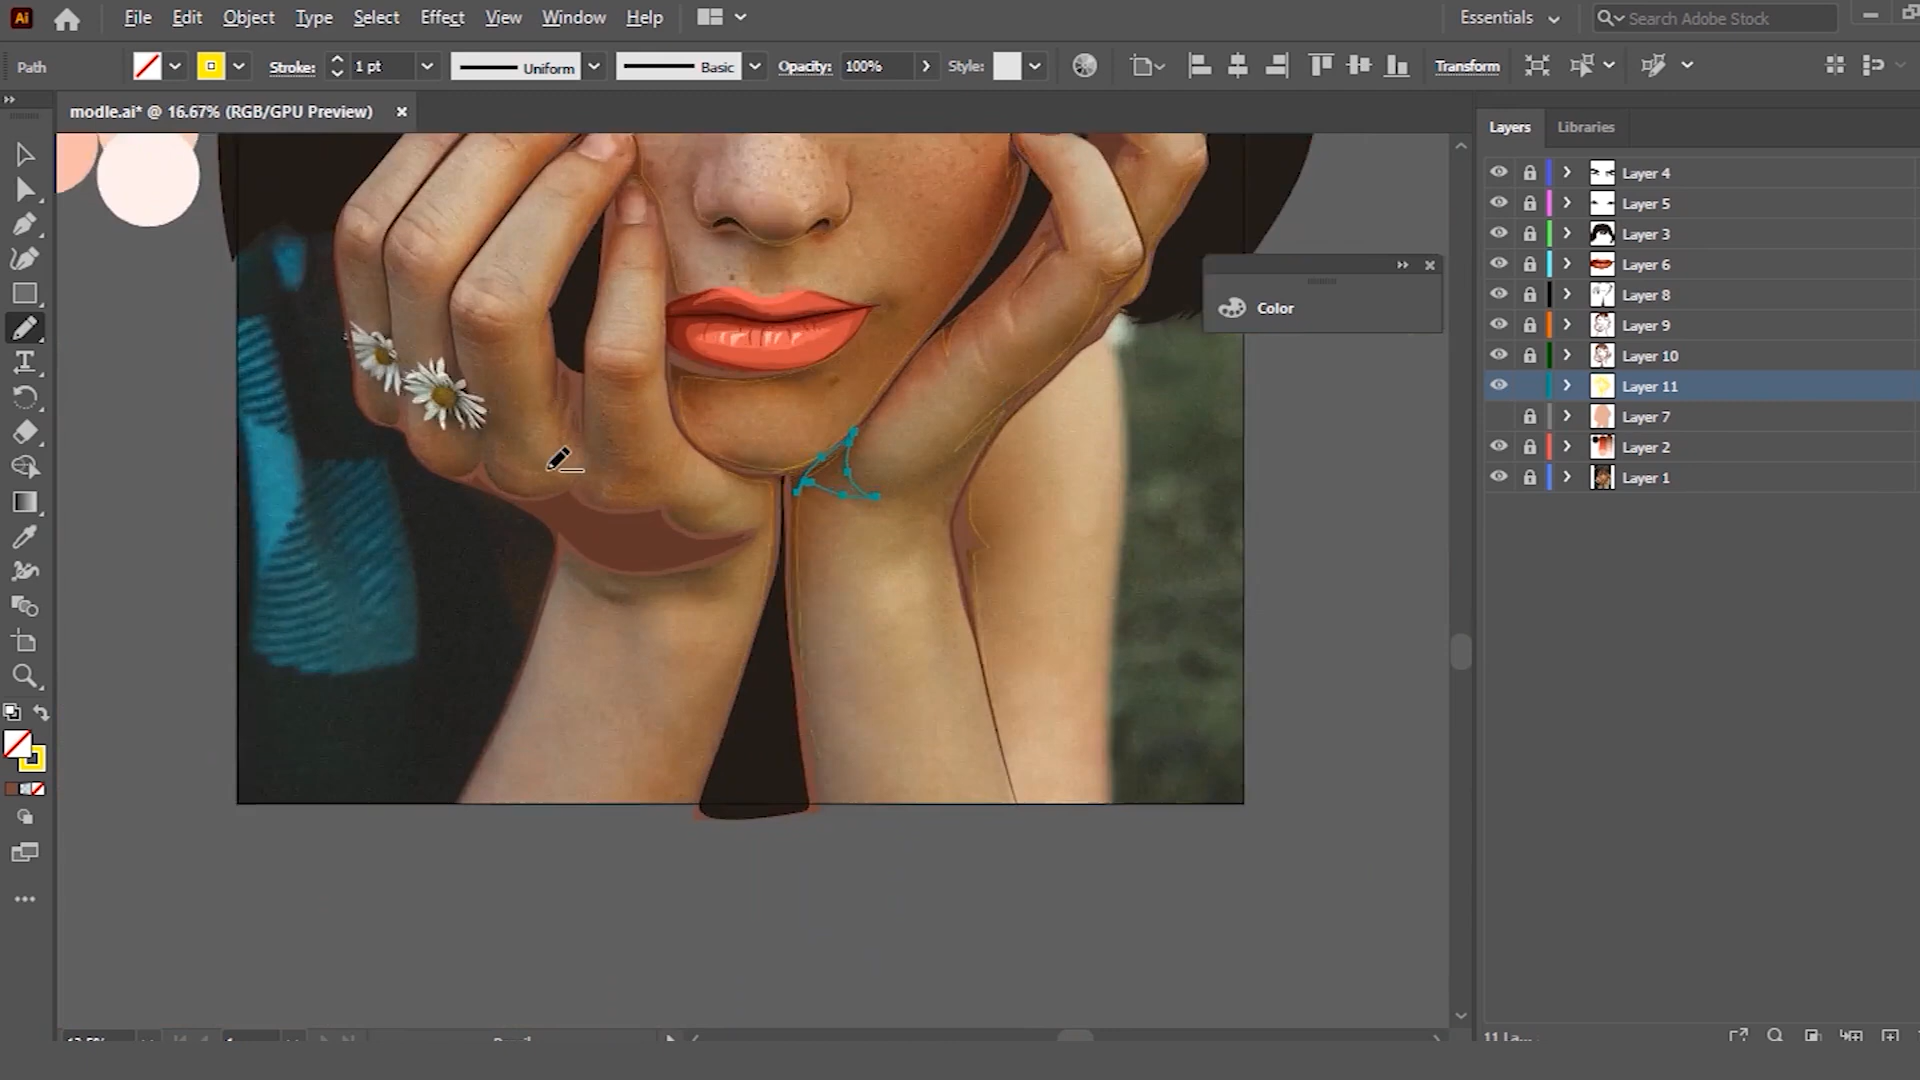 Ai File Edit Object Type Select Effect View Window Help Essentials Search Adobe Stock
Path Stroke: 1 pt Uniform Basic Opacity: 100% Style: Transform
modle.ai* @ 16.67% (RGB/GPU Preview)
Layers Libraries
Layer 4
Layer 5
Layer 3
Layer 6
Layer 8
Layer 9
Layer 10
Layer 11
Layer 7
Layer 2
Layer 1
Color